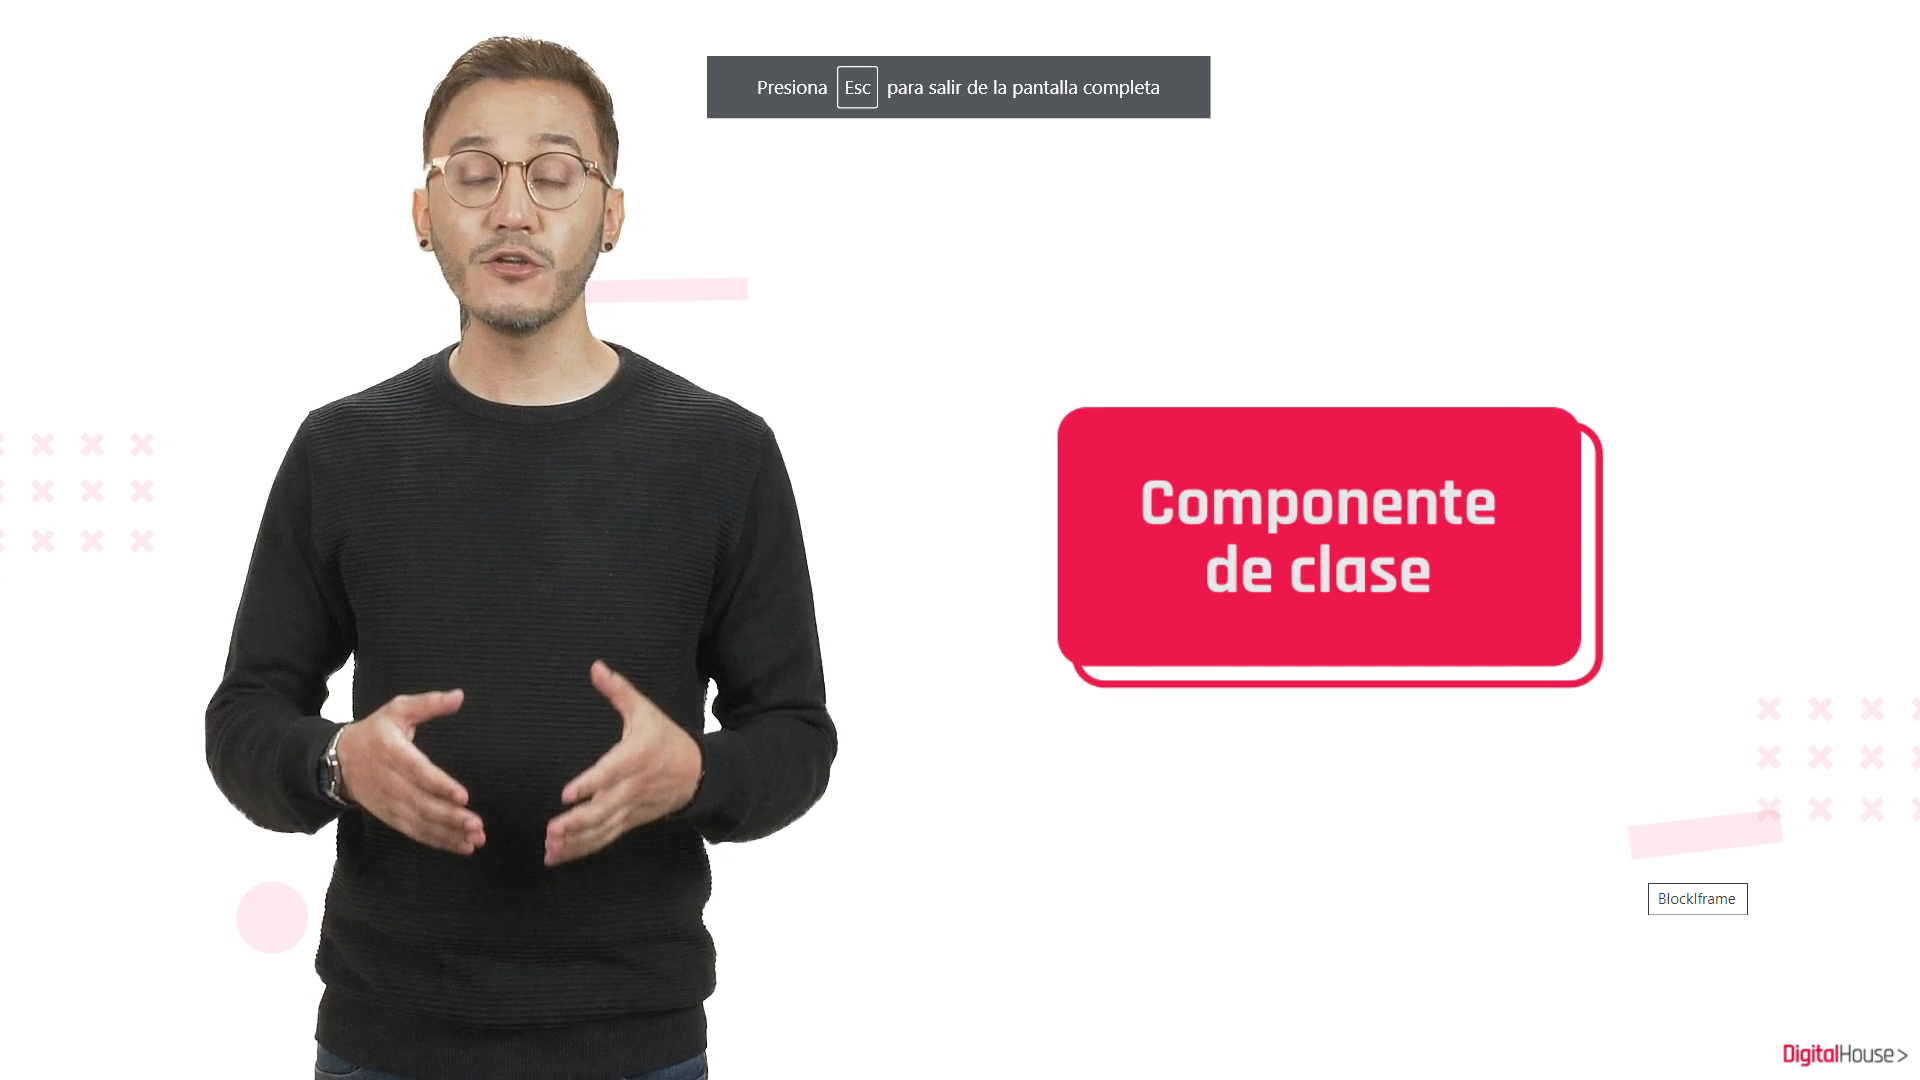 Presiona Esc para salir de la pantalla completa
Componente
de clase
BlockIframe
DigitalHouse>